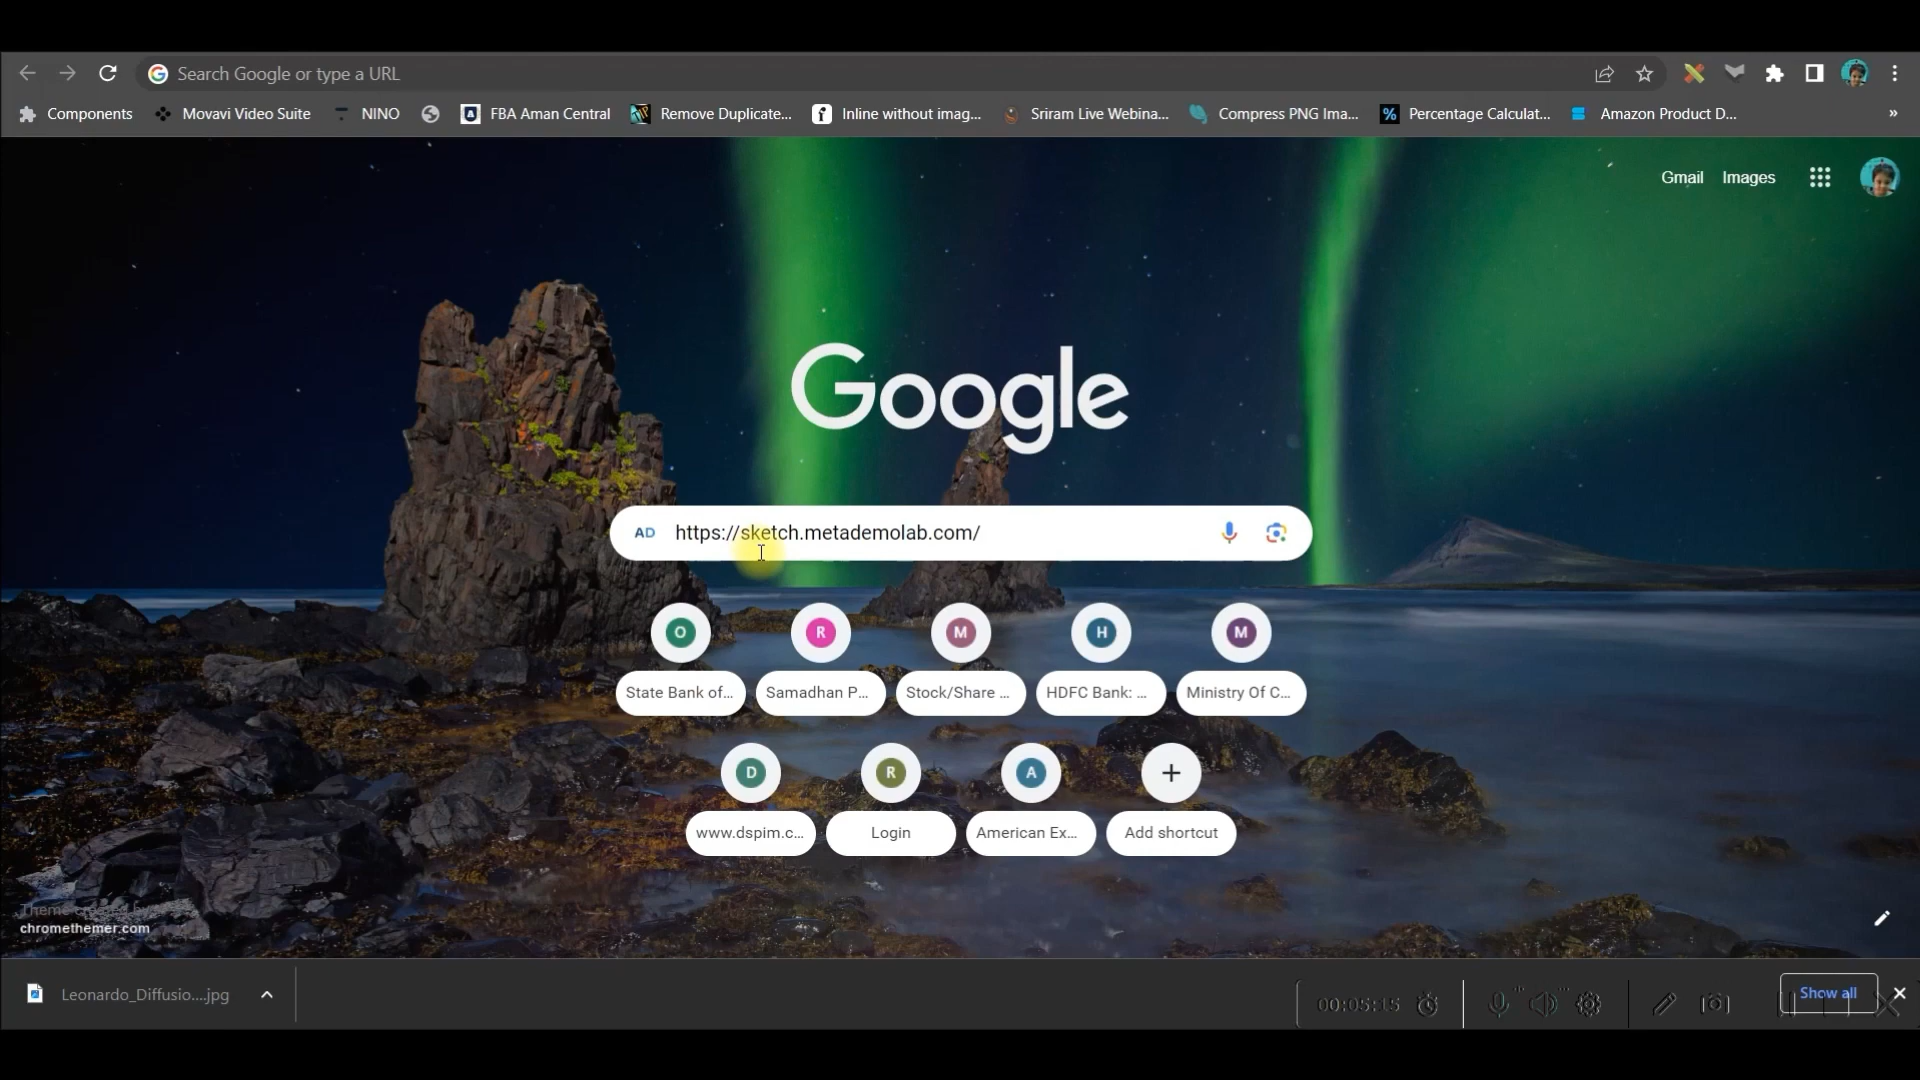 Search Google or type a URL
Components
Movavi Video Suite
NINO
FBA Aman Central
Remove Duplicate...
Inline without imag...
Sriram Live Webina...
Compress PNG Ima...
%
Percentage Calculat...
Amazon Product D...
»
Gmail
Images
Google
AD
https://sketch.metademolab.com/
O
R
M
H
M
State Bank of...
Samadhan P...
Stock/Share ...
HDFC Bank: ...
Ministry Of C...
D
R
A
www.dspim.c...
Login
American Ex...
Add shortcut
Theme created by
chromethemer.com
Leonardo_Diffusio....jpg
00:05:15
Show all